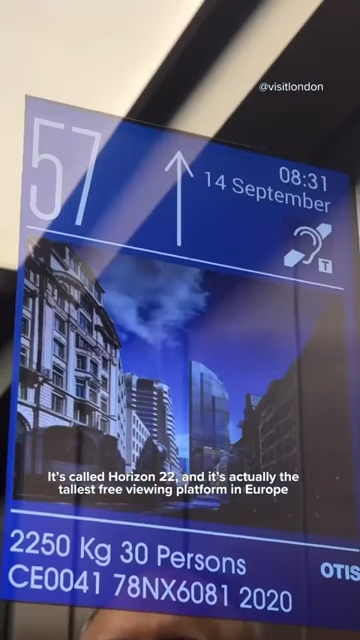 @visitlondon
57
08:31
14 September
T
It's called Horizon 22, and it's actually the
tallest free viewing platform in Europe
2250 Kg 30 Persons
OTIS
CE0041 78NX6081 2020